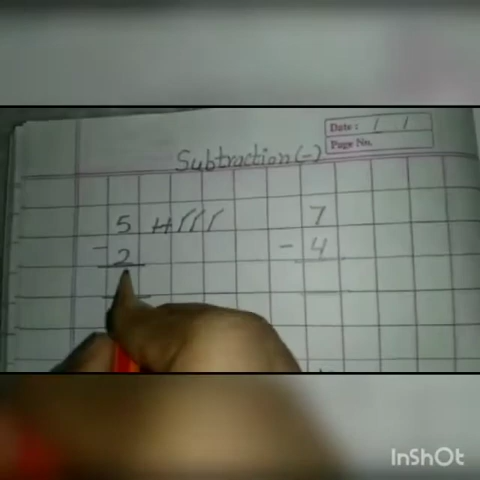 Date: / /
Page No.
Subtraction (-)
5 7
- 2 - 4
InShOt